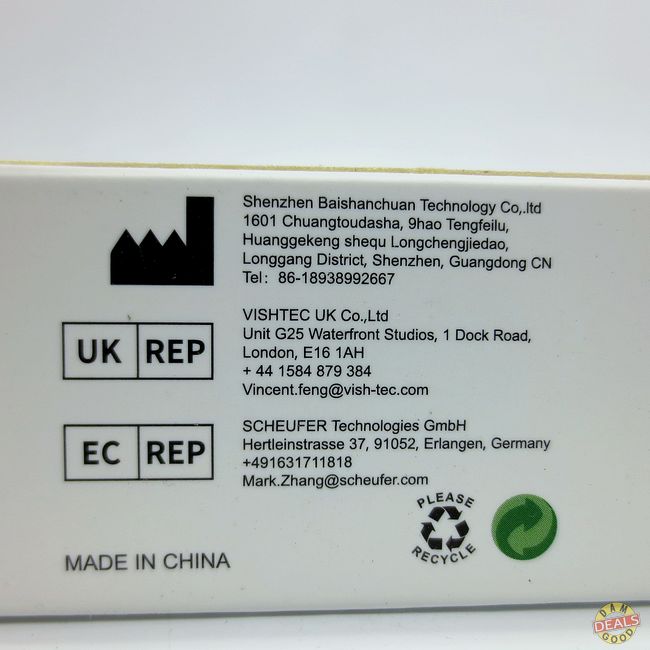 Shenzhen Baishanchuan Technology Co,.ltd
1601 Chuangtoudasha, 9hao Tengfeilu,
Huanggekeng shequ Longchengjiedao,
Longgang District, Shenzhen, Guangdong CN
Tel: 86-18938992667
VISHTEC UK Co.,Ltd
UK REP
Unit G25 Waterfront Studios, 1 Dock Road,
London, E16 1AH
+ 44 1584 879 384
Vincent.feng@vish-tec.com
SCHEUFER Technologies GmbH
EC REP
Hertleinstrasse 37, 91052, Erlangen, Germany
+491631711818
Mark.Zhang@scheufer.com
PLEASE
RECYCLE
MADE IN CHINA
DAM
DEALS
GOOD